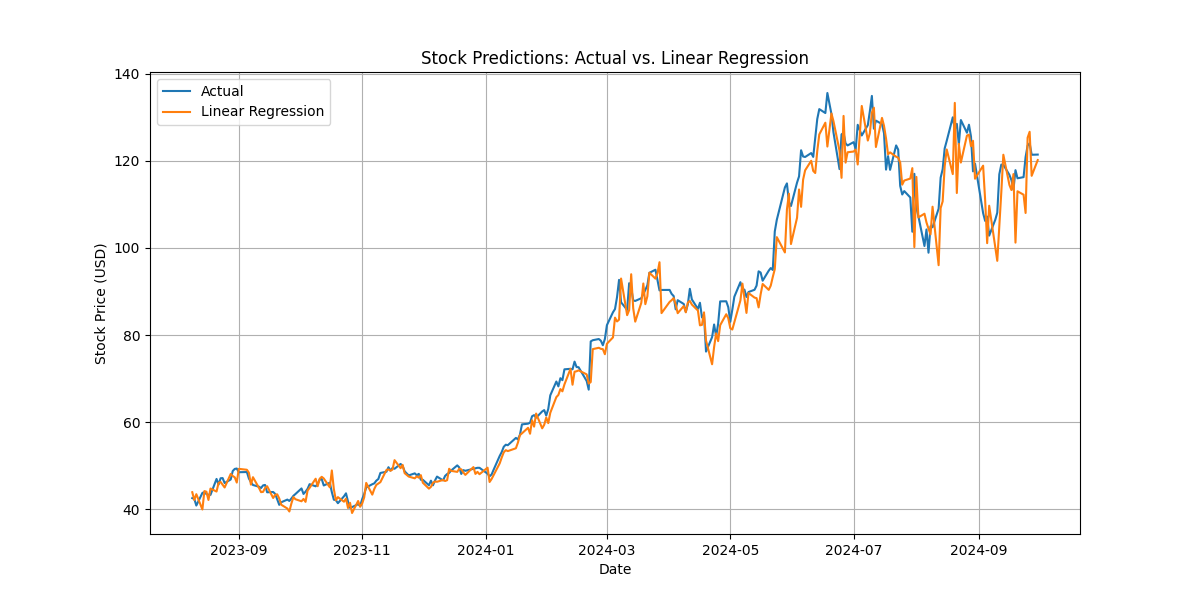 Stock Predictions: Actual vs. Linear Regression
Actual
Linear Regression
Stock Price (USD)
140
120
100
80
60
40
2023-09
2023-11
2024-01
2024-03
2024-05
2024-07
2024-09
Date